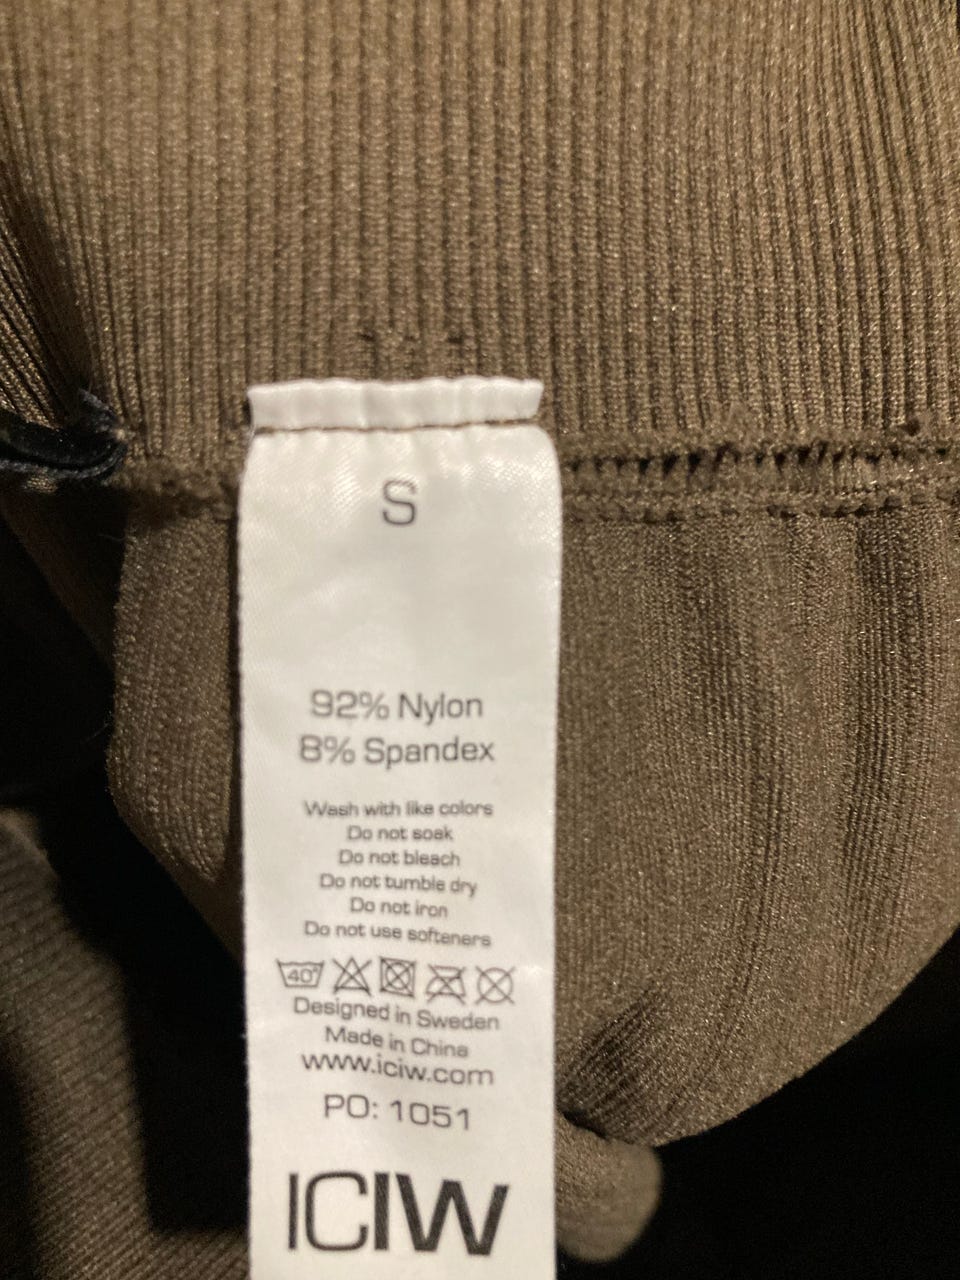 S
92% Nylon
8% Spandex
Wash with like colors
Do not soak
Do not bleach
Do not tumble dry
Do not iron
Do not use softeners
40°
Designed in Sweden
Made in China
www.iciw.com
PO: 1051
ICIW